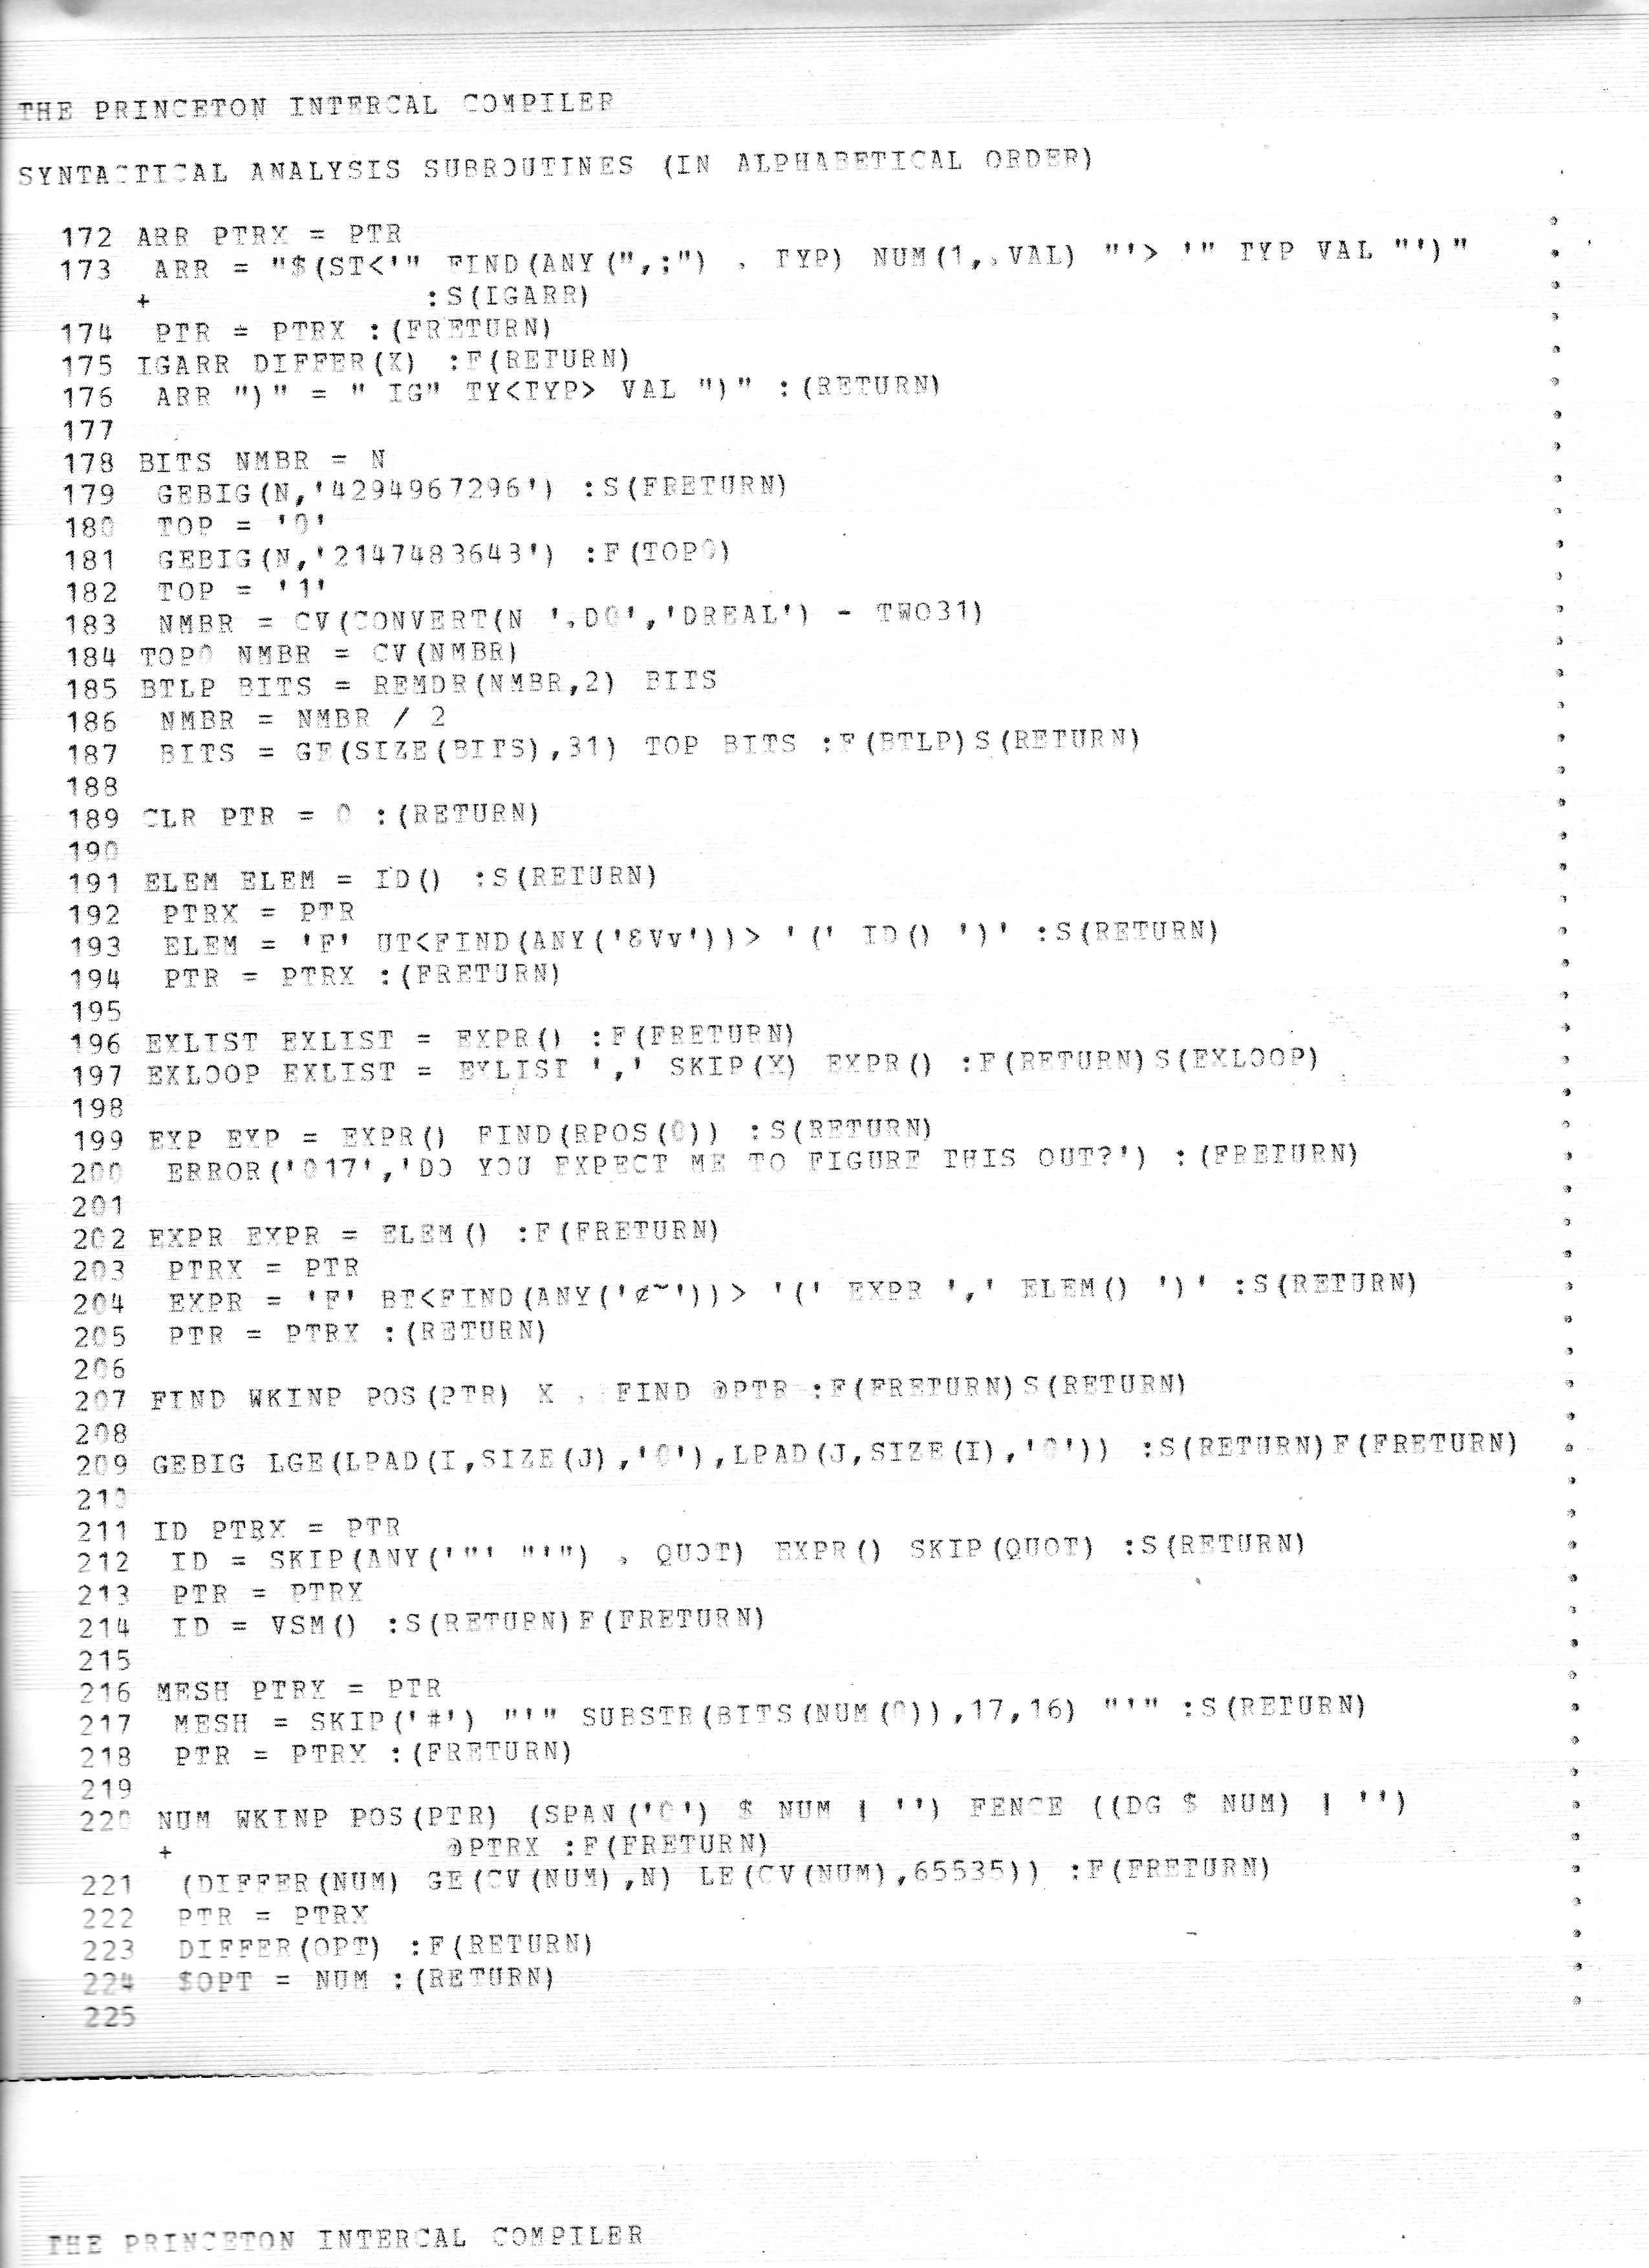 THE PRINCETON INTERCAL COMPILER
SYNTACTICAL ANALYSIS SUBROUTINES (IN ALPHABETICAL ORDER)
172 ARR PTRX = PTR
173 ARR = "$(ST<'" FIND(ANY(",;") . TYP) NUM(1,.VAL) "'> '" TYP VAL "')"
+ :S(IGARR)
174 PTR = PTRX :(FRETURN)
175 IGARR DIFFER(X) :F(RETURN)
176 ARR ")" = " IG" TY<TYP> VAL ")" :(RETURN)
177
178 BITS NMBR = N
179 GEBIG(N,'4294967296') :S(FRETURN)
180 TOP = '0'
181 GEBIG(N,'2147483648') :F(TOP0)
182 TOP = '1'
183 NMBR = CV(CONVERT(N '.D0','DREAL') - TWO31)
184 TOP0 NMBR = CV(NMBR)
185 BTLP BITS = REMDR(NMBR,2) BITS
186 NMBR = NMBR / 2
187 BITS = GE(SIZE(BITS),31) TOP BITS :F(BTLP)S(RETURN)
188
189 CLR PTR = 0 :(RETURN)
190
191 ELEM ELEM = ID() :S(RETURN)
192 PTRX = PTR
193 ELEM = 'F' UT<FIND(ANY('&Vv'))> '(' ID() ')' :S(RETURN)
194 PTR = PTRX :(FRETURN)
195
196 EXLIST EXLIST = EXPR() :F(FRETURN)
197 EXLOOP EXLIST = EXLIST ',' SKIP(X) EXPR() :F(RETURN)S(EXLOOP)
198
199 EXP EXP = EXPR() FIND(RPOS(0)) :S(RETURN)
200 ERROR('017','DO YOU EXPECT ME TO FIGURE THIS OUT?') :(FRETURN)
201
202 EXPR EXPR = ELEM() :F(FRETURN)
203 PTRX = PTR
204 EXPR = 'F' BT<FIND(ANY('¢~'))> '(' EXPR ',' ELEM() ')' :S(RETURN)
205 PTR = PTRX :(RETURN)
206
207 FIND WKINP POS(PTR) X . FIND @PTR :F(FRETURN)S(RETURN)
208
209 GEBIG LGE(LPAD(I,SIZE(J),'0'),LPAD(J,SIZE(I),'0')) :S(RETURN)F(FRETURN)
210
211 ID PTRX = PTR
212 ID = SKIP(ANY('"' "'") . QUOT) EXPR() SKIP(QUOT) :S(RETURN)
213 PTR = PTRX
214 ID = VSM() :S(RETURN)F(FRETURN)
215
216 MESH PTRX = PTR
217 MESH = SKIP('#') "'" SUBSTR(BITS(NUM(0)),17,16) "'" :S(RETURN)
218 PTR = PTRX :(FRETURN)
219
220 NUM WKINP POS(PTR) (SPAN('0') $ NUM | '') FENCE ((DG $ NUM) | '')
+ @PTRX :F(FRETURN)
221 (DIFFER(NUM) GE(CV(NUM),N) LE(CV(NUM),65535)) :F(FRETURN)
222 PTR = PTRX
223 DIFFER(OPT) :F(RETURN)
224 $OPT = NUM :(RETURN)
225
THE PRINCETON INTERCAL COMPILER